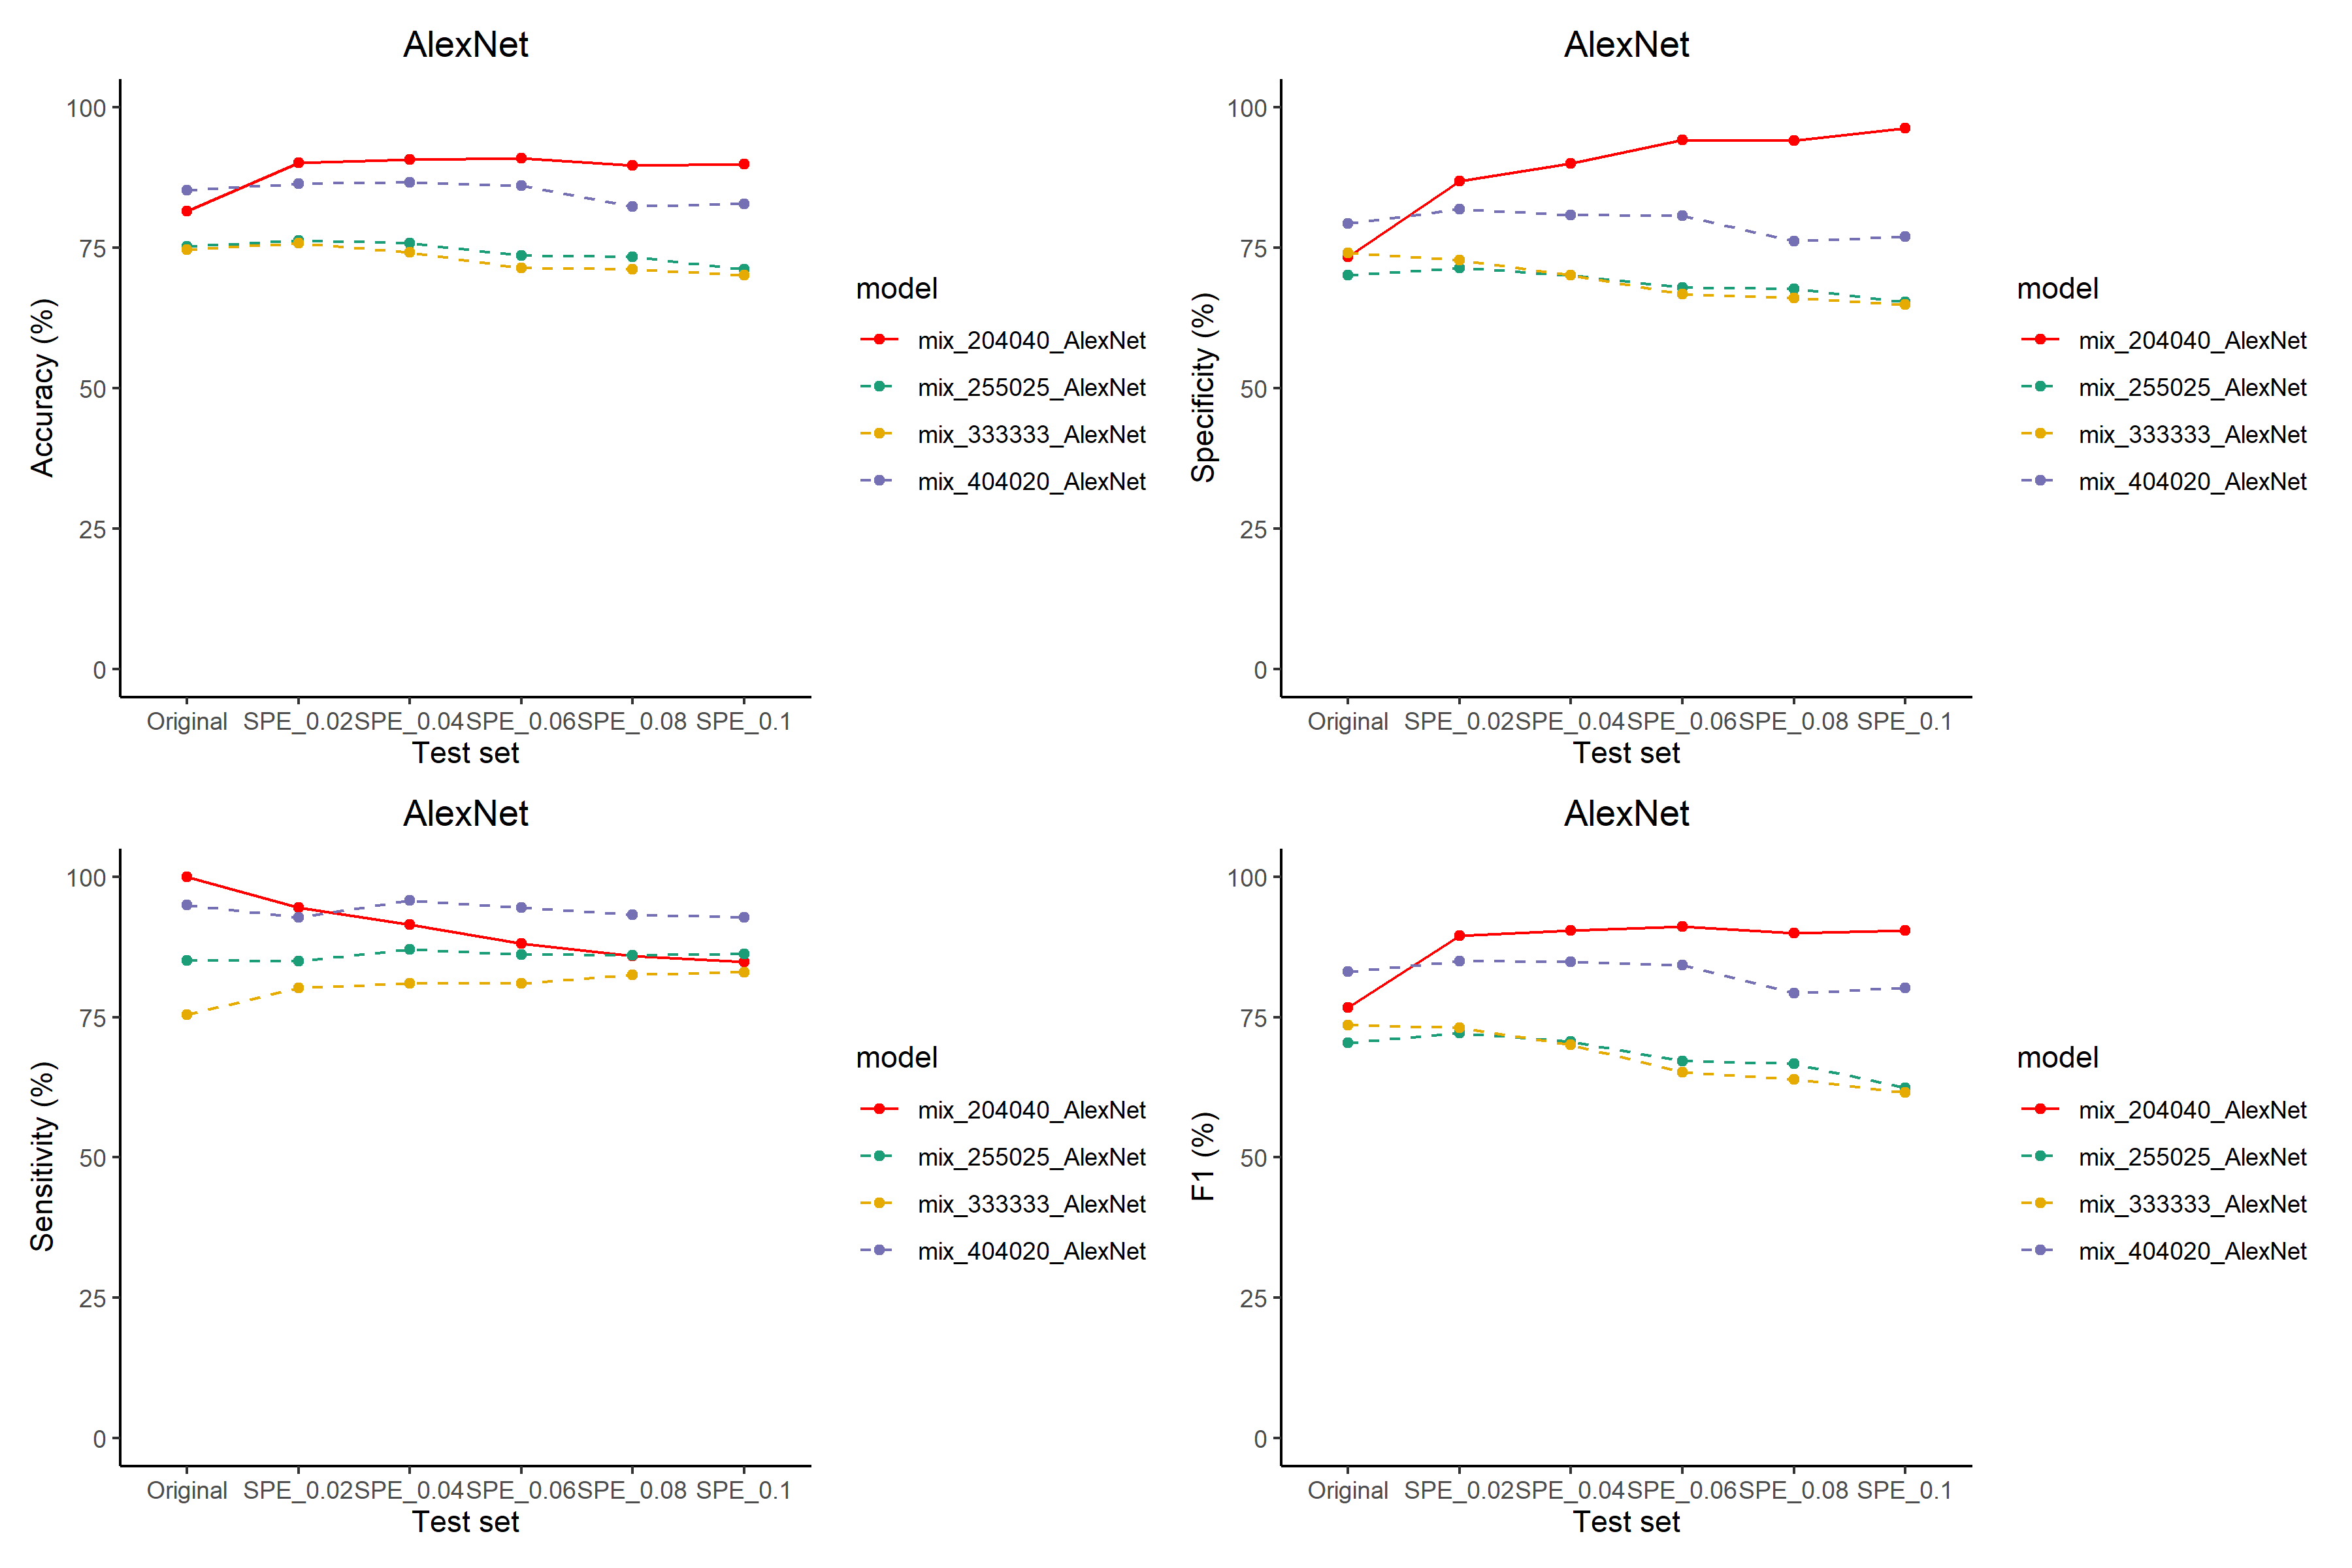 AlexNet
Accuracy (%)
100
75
50
25
0
Original SPE_0.02 SPE_0.04 SPE_0.06 SPE_0.08 SPE_0.1
Test set
model
mix_204040_AlexNet
mix_255025_AlexNet
mix_333333_AlexNet
mix_404020_AlexNet
AlexNet
Specificity (%)
100
75
50
25
0
Original SPE_0.02 SPE_0.04 SPE_0.06 SPE_0.08 SPE_0.1
Test set
model
mix_204040_AlexNet
mix_255025_AlexNet
mix_333333_AlexNet
mix_404020_AlexNet
AlexNet
Sensitivity (%)
100
75
50
25
0
Original SPE_0.02 SPE_0.04 SPE_0.06 SPE_0.08 SPE_0.1
Test set
model
mix_204040_AlexNet
mix_255025_AlexNet
mix_333333_AlexNet
mix_404020_AlexNet
AlexNet
F1 (%)
100
75
50
25
0
Original SPE_0.02 SPE_0.04 SPE_0.06 SPE_0.08 SPE_0.1
Test set
model
mix_204040_AlexNet
mix_255025_AlexNet
mix_333333_AlexNet
mix_404020_AlexNet